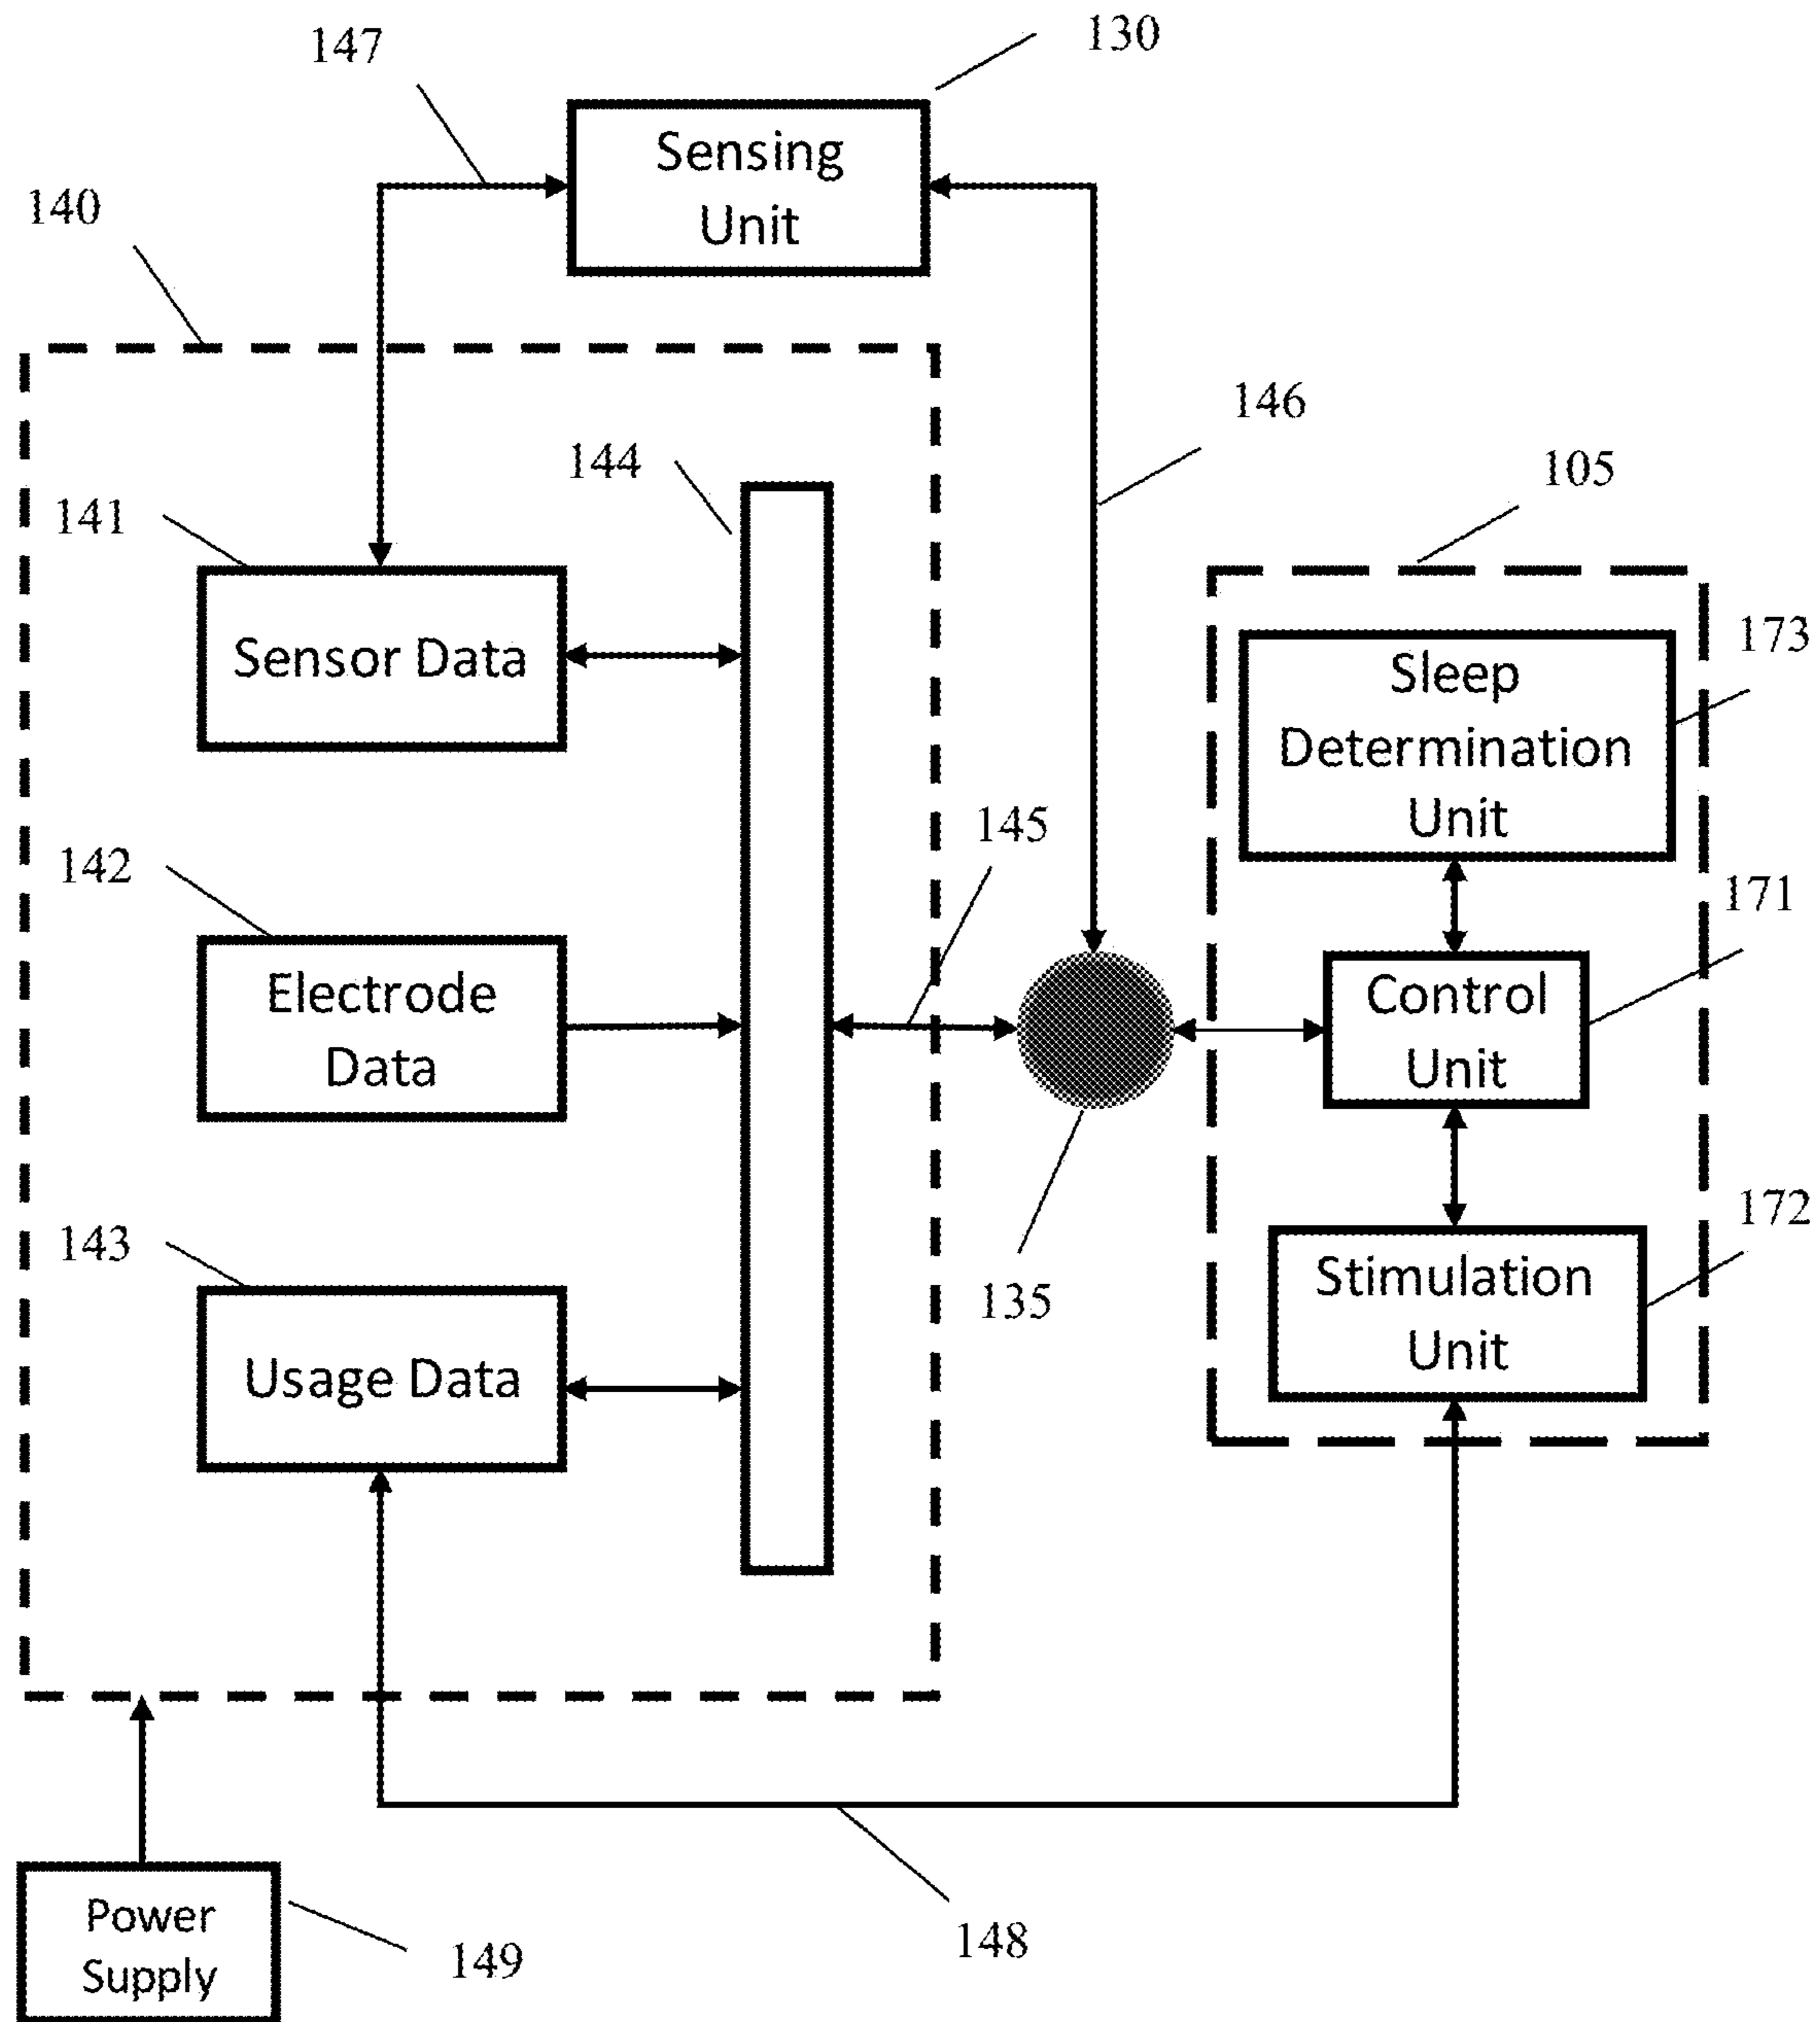 130
147
Sensing
Unit
140
146
144
105
141
173
Sensor Data
Sleep
Determination
Unit
145
142
171
Electrode
Data
Control
Unit
143
172
135
Stimulation
Unit
Usage Data
Power
Supply
149
148